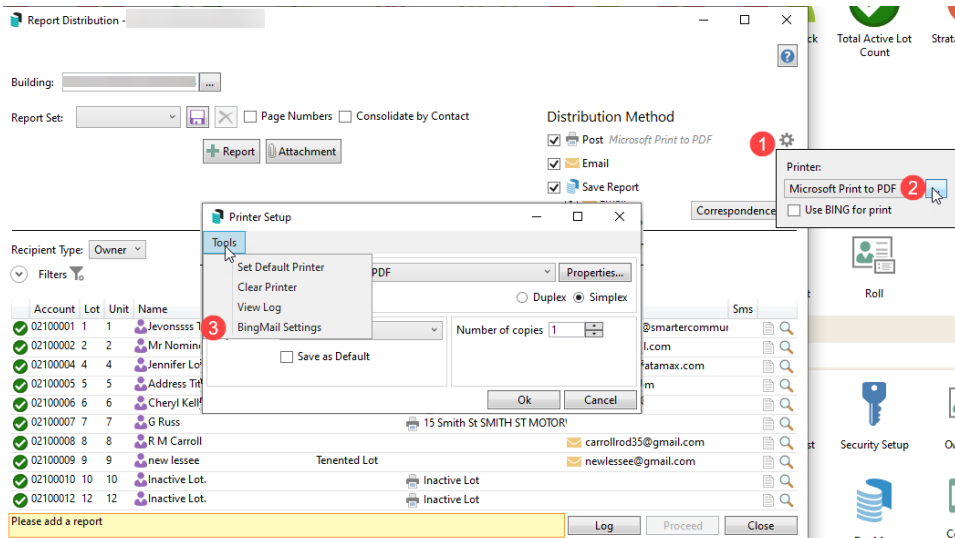 Report Distribution -
ck
Total Active Lot
Count
Strata
Building:
...
Report Set:
Page Numbers
Consolidate by Contact
Distribution Method
Post Microsoft Print to PDF
1
Report
Attachment
Email
Save Report
Printer:
Microsoft Print to PDF
2
Use BING for print
Correspondence
Printer Setup
Tools
Recipient Type:
Owner
Filters
Set Default Printer
Clear Printer
View Log
3
BingMail Settings
PDF
Properties...
Duplex
Simplex
Number of copies
1
Save as Default
Ok
Cancel
Roll
Account Lot Unit Name
Sms
02100001 1 1 Jevonssss
@smartercommun
02100002 2 2 Mr Nomin
l.com
02100004 4 4 Jennifer Lo
fatamax.com
02100005 5 5 Address Tit
m
02100006 6 6 Cheryl Kell
02100007 7 7 G Russ
15 Smith St SMITH ST MOTOR
02100008 8 8 R M Carroll
carrollrod35@gmail.com
02100009 9 9 new lessee
Tenented Lot
newlessee@gmail.com
02100010 10 10 Inactive Lot.
Inactive Lot
02100012 12 12 Inactive Lot.
Inactive Lot
st
Security Setup
Ow
Please add a report
Log
Proceed
Close